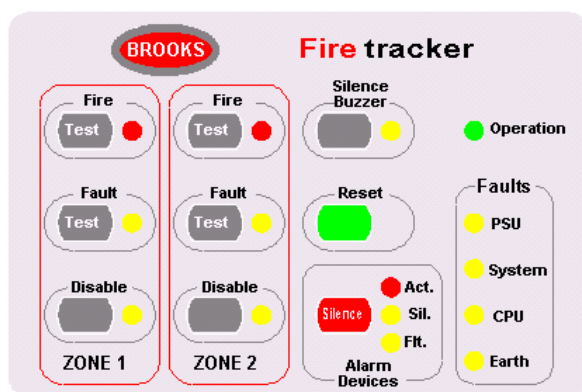 BROOKS
Fire tracker
Fire
Test
Fault
Test
Disable
ZONE 1
Fire
Test
Fault
Test
Disable
ZONE 2
Silence
Buzzer
Reset
Silence
Act.
Sil.
Flt.
Alarm
Devices
Operation
Faults
PSU
System
CPU
Earth